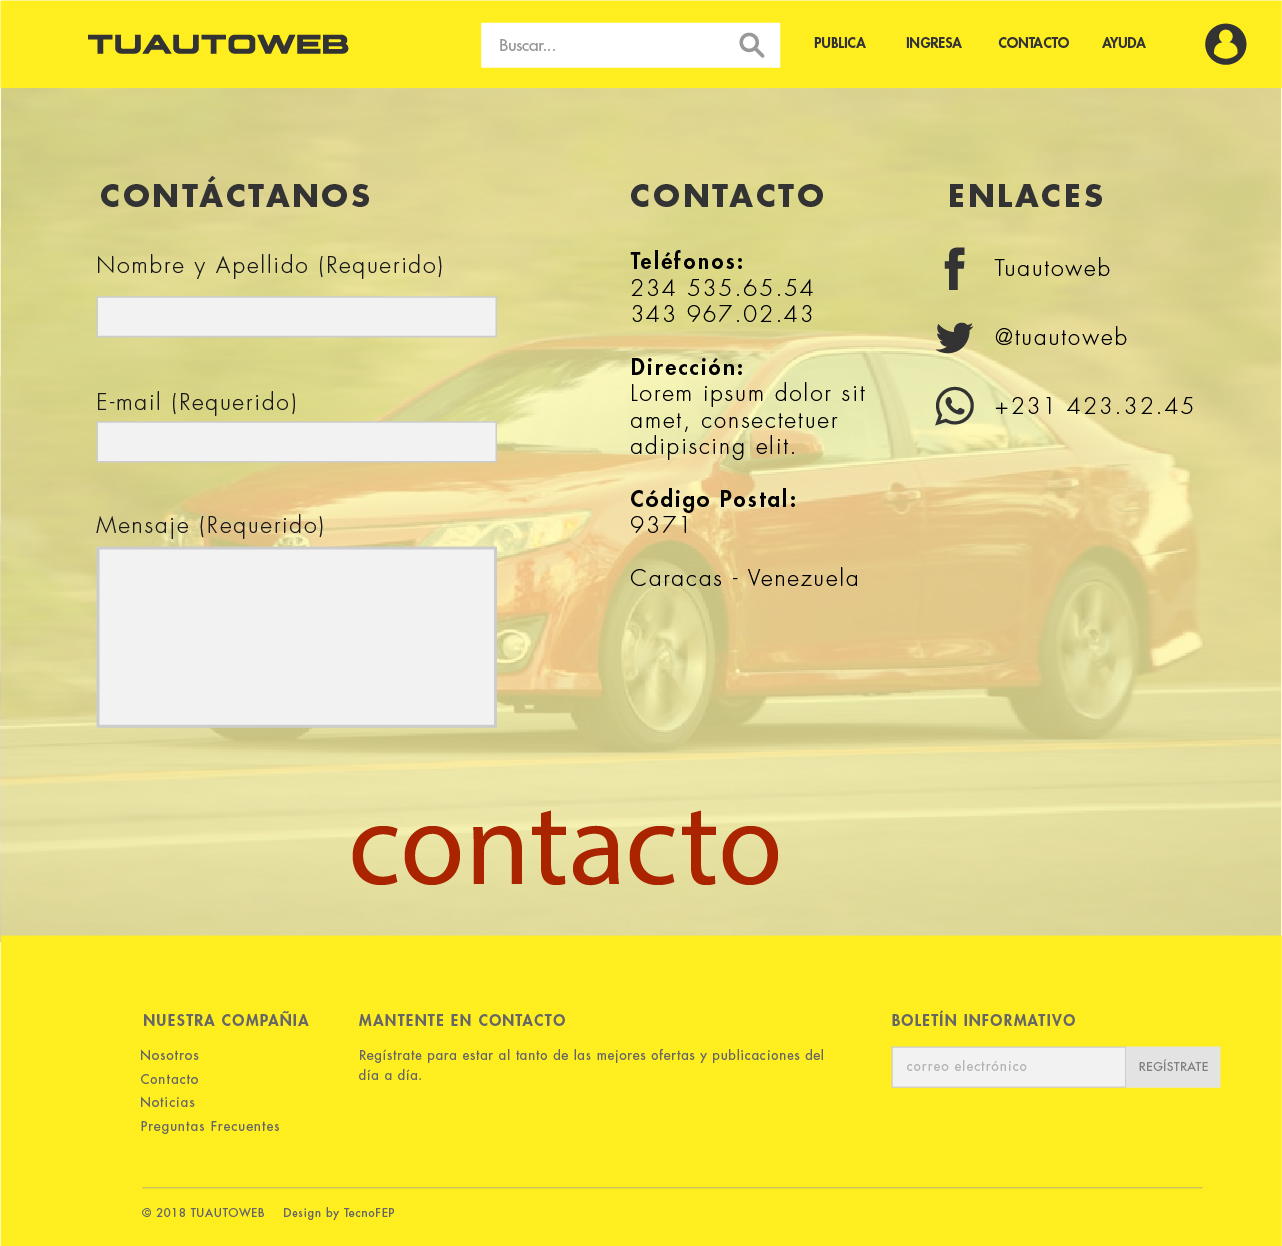 TUAUTOWEB
Buscar...
PUBLICA
INGRESA
CONTACTO
AYUDA
CONTÁCTANOS
Nombre y Apellido (Requerido)
E-mail (Requerido)
Mensaje (Requerido)
CONTACTO
Teléfonos:
234 535.65.54
343 967.02.43
Dirección:
Lorem ipsum dolor sit
amet, consectetuer
adipiscing elit.
Código Postal:
9371
Caracas - Venezuela
ENLACES
Tuautoweb
@tuautoweb
+231 423.32.45
contacto
NUESTRA COMPAÑIA
Nosotros
Contacto
Noticias
Preguntas Frecuentes
MANTENTE EN CONTACTO
Regístrate para estar al tanto de las mejores ofertas y publicaciones del
día a día.
BOLETÍN INFORMATIVO
correo electrónico
REGÍSTRATE
© 2018 TUAUTOWEB
Design by TecnoFEP